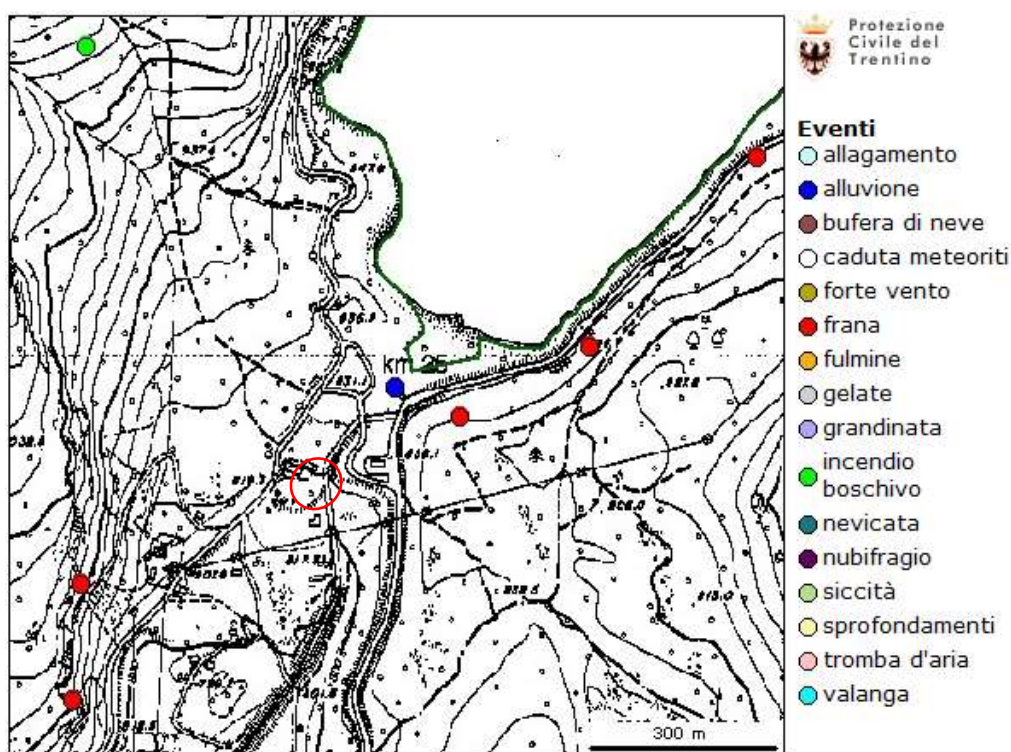 Protezione
Civile del
Trentino
Eventi
allagamento
alluvione
bufera di neve
caduta meteoriti
forte vento
frana
fulmine
gelate
grandinata
incendio
boschivo
nevicata
nubifragio
siccità
sprofondamenti
tromba d'aria
valanga
km 25
300 m